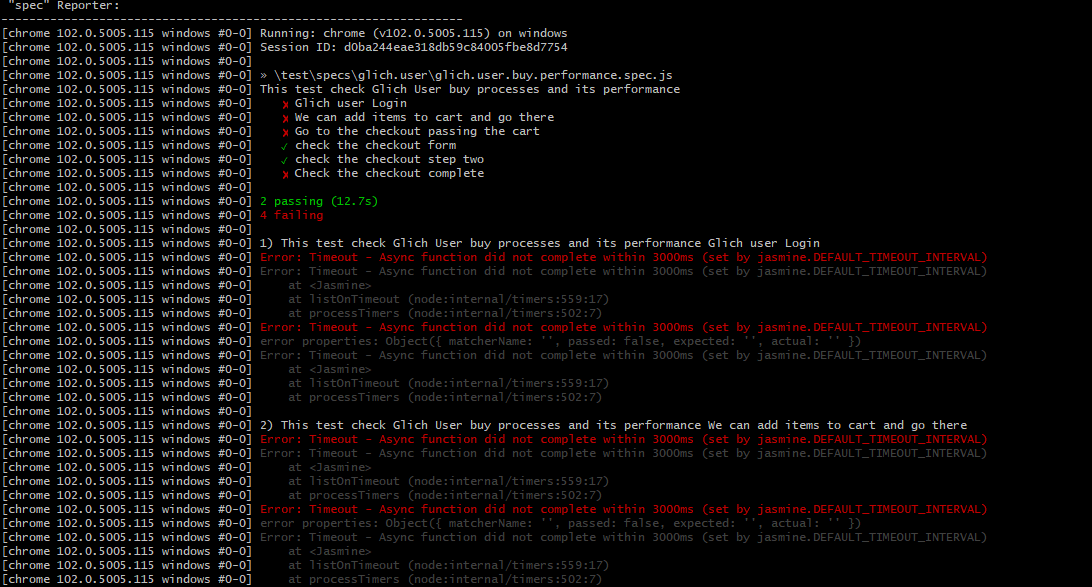 "spec" Reporter:
------------------------------------------------------------------
[chrome 102.0.5005.115 windows #0-0] Running: chrome (v102.0.5005.115) on windows
[chrome 102.0.5005.115 windows #0-0] Session ID: d0ba244eae318db59c84005fbe8d7754
[chrome 102.0.5005.115 windows #0-0]
[chrome 102.0.5005.115 windows #0-0] » \test\specs\glich.user\glich.user.buy.performance.spec.js
[chrome 102.0.5005.115 windows #0-0] This test check Glich User buy processes and its performance
[chrome 102.0.5005.115 windows #0-0] x Glich user Login
[chrome 102.0.5005.115 windows #0-0] x We can add items to cart and go there
[chrome 102.0.5005.115 windows #0-0] x Go to the checkout passing the cart
[chrome 102.0.5005.115 windows #0-0] ✓ check the checkout form
[chrome 102.0.5005.115 windows #0-0] ✓ check the checkout step two
[chrome 102.0.5005.115 windows #0-0] x Check the checkout complete
[chrome 102.0.5005.115 windows #0-0]
[chrome 102.0.5005.115 windows #0-0] 2 passing (12.7s)
[chrome 102.0.5005.115 windows #0-0] 4 failing
[chrome 102.0.5005.115 windows #0-0]
[chrome 102.0.5005.115 windows #0-0] 1) This test check Glich User buy processes and its performance Glich user Login
[chrome 102.0.5005.115 windows #0-0] Error: Timeout - Async function did not complete within 3000ms (set by jasmine.DEFAULT_TIMEOUT_INTERVAL)
[chrome 102.0.5005.115 windows #0-0] Error: Timeout - Async function did not complete within 3000ms (set by jasmine.DEFAULT_TIMEOUT_INTERVAL)
[chrome 102.0.5005.115 windows #0-0] at <Jasmine>
[chrome 102.0.5005.115 windows #0-0] at listOnTimeout (node:internal/timers:559:17)
[chrome 102.0.5005.115 windows #0-0] at processTimers (node:internal/timers:502:7)
[chrome 102.0.5005.115 windows #0-0] Error: Timeout - Async function did not complete within 3000ms (set by jasmine.DEFAULT_TIMEOUT_INTERVAL)
[chrome 102.0.5005.115 windows #0-0] error properties: Object({ matcherName: '', passed: false, expected: '', actual: '' })
[chrome 102.0.5005.115 windows #0-0] Error: Timeout - Async function did not complete within 3000ms (set by jasmine.DEFAULT_TIMEOUT_INTERVAL)
[chrome 102.0.5005.115 windows #0-0] at <Jasmine>
[chrome 102.0.5005.115 windows #0-0] at listOnTimeout (node:internal/timers:559:17)
[chrome 102.0.5005.115 windows #0-0] at processTimers (node:internal/timers:502:7)
[chrome 102.0.5005.115 windows #0-0]
[chrome 102.0.5005.115 windows #0-0] 2) This test check Glich User buy processes and its performance We can add items to cart and go there
[chrome 102.0.5005.115 windows #0-0] Error: Timeout - Async function did not complete within 3000ms (set by jasmine.DEFAULT_TIMEOUT_INTERVAL)
[chrome 102.0.5005.115 windows #0-0] Error: Timeout - Async function did not complete within 3000ms (set by jasmine.DEFAULT_TIMEOUT_INTERVAL)
[chrome 102.0.5005.115 windows #0-0] at <Jasmine>
[chrome 102.0.5005.115 windows #0-0] at listOnTimeout (node:internal/timers:559:17)
[chrome 102.0.5005.115 windows #0-0] at processTimers (node:internal/timers:502:7)
[chrome 102.0.5005.115 windows #0-0] Error: Timeout - Async function did not complete within 3000ms (set by jasmine.DEFAULT_TIMEOUT_INTERVAL)
[chrome 102.0.5005.115 windows #0-0] error properties: Object({ matcherName: '', passed: false, expected: '', actual: '' })
[chrome 102.0.5005.115 windows #0-0] Error: Timeout - Async function did not complete within 3000ms (set by jasmine.DEFAULT_TIMEOUT_INTERVAL)
[chrome 102.0.5005.115 windows #0-0] at <Jasmine>
[chrome 102.0.5005.115 windows #0-0] at listOnTimeout (node:internal/timers:559:17)
[chrome 102.0.5005.115 windows #0-0] at processTimers (node:internal/timers:502:7)